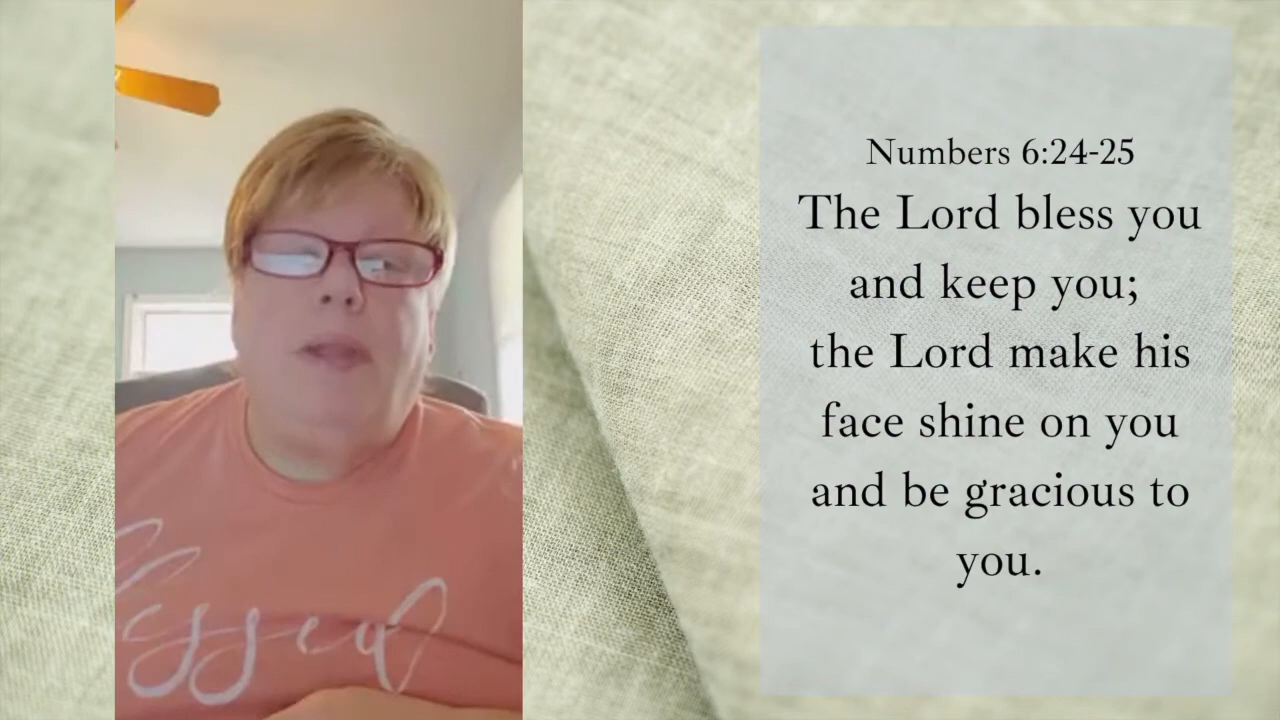 Numbers 6:24-25
The Lord bless you
and keep you;
the Lord make his
face shine on you
and be gracious to
you.
blessed